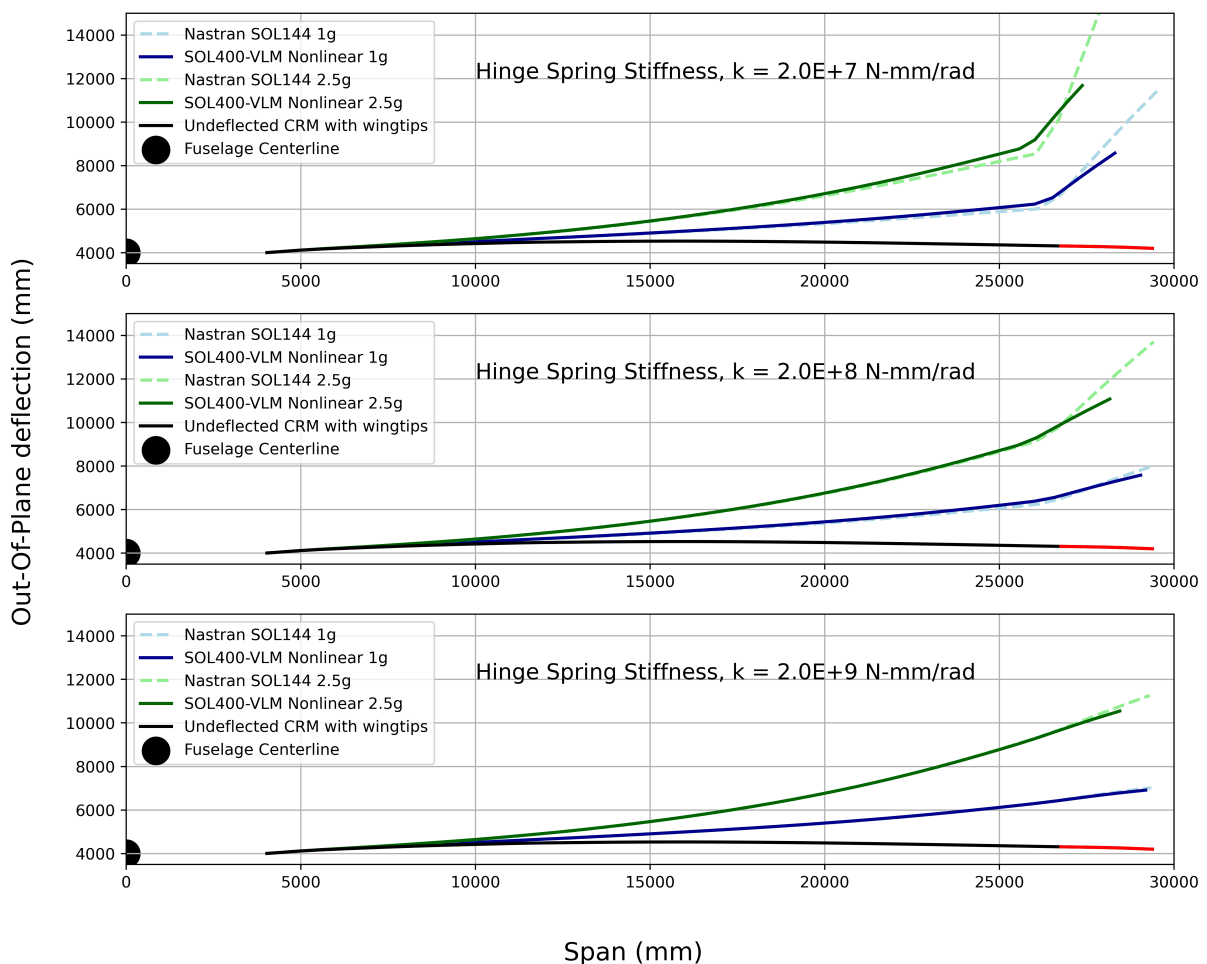 Out-Of-Plane deflection (mm)
14000
12000
10000
8000
6000
4000
Nastran SOL144 1g
SOL400-VLM Nonlinear 1g
Nastran SOL144 2.5g
SOL400-VLM Nonlinear 2.5g
Undeflected CRM with wingtips
Fuselage Centerline
Hinge Spring Stiffness, k = 2.0E+7 N-mm/rad
0 5000 10000 15000 20000 25000 30000
14000
12000
10000
8000
6000
4000
Nastran SOL144 1g
SOL400-VLM Nonlinear 1g
Nastran SOL144 2.5g
SOL400-VLM Nonlinear 2.5g
Undeflected CRM with wingtips
Fuselage Centerline
Hinge Spring Stiffness, k = 2.0E+8 N-mm/rad
0 5000 10000 15000 20000 25000 30000
14000
12000
10000
8000
6000
4000
Nastran SOL144 1g
SOL400-VLM Nonlinear 1g
Nastran SOL144 2.5g
SOL400-VLM Nonlinear 2.5g
Undeflected CRM with wingtips
Fuselage Centerline
Hinge Spring Stiffness, k = 2.0E+9 N-mm/rad
0 5000 10000 15000 20000 25000 30000
Span (mm)